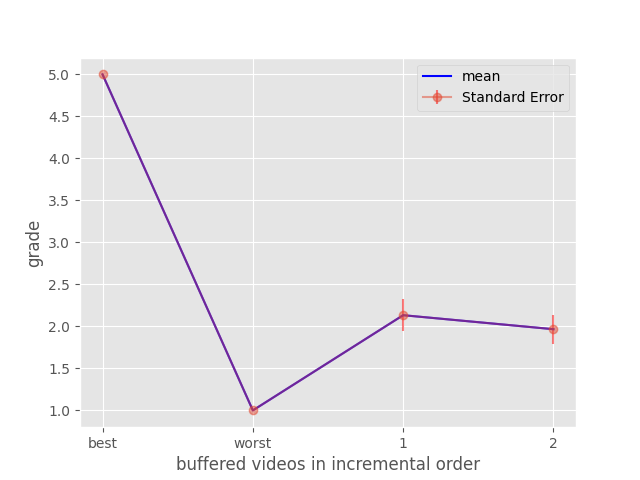 mean
Standard Error
5.0
4.5
4.0
3.5
3.0
2.5
2.0
1.5
1.0
grade
best worst 1 2
buffered videos in incremental order